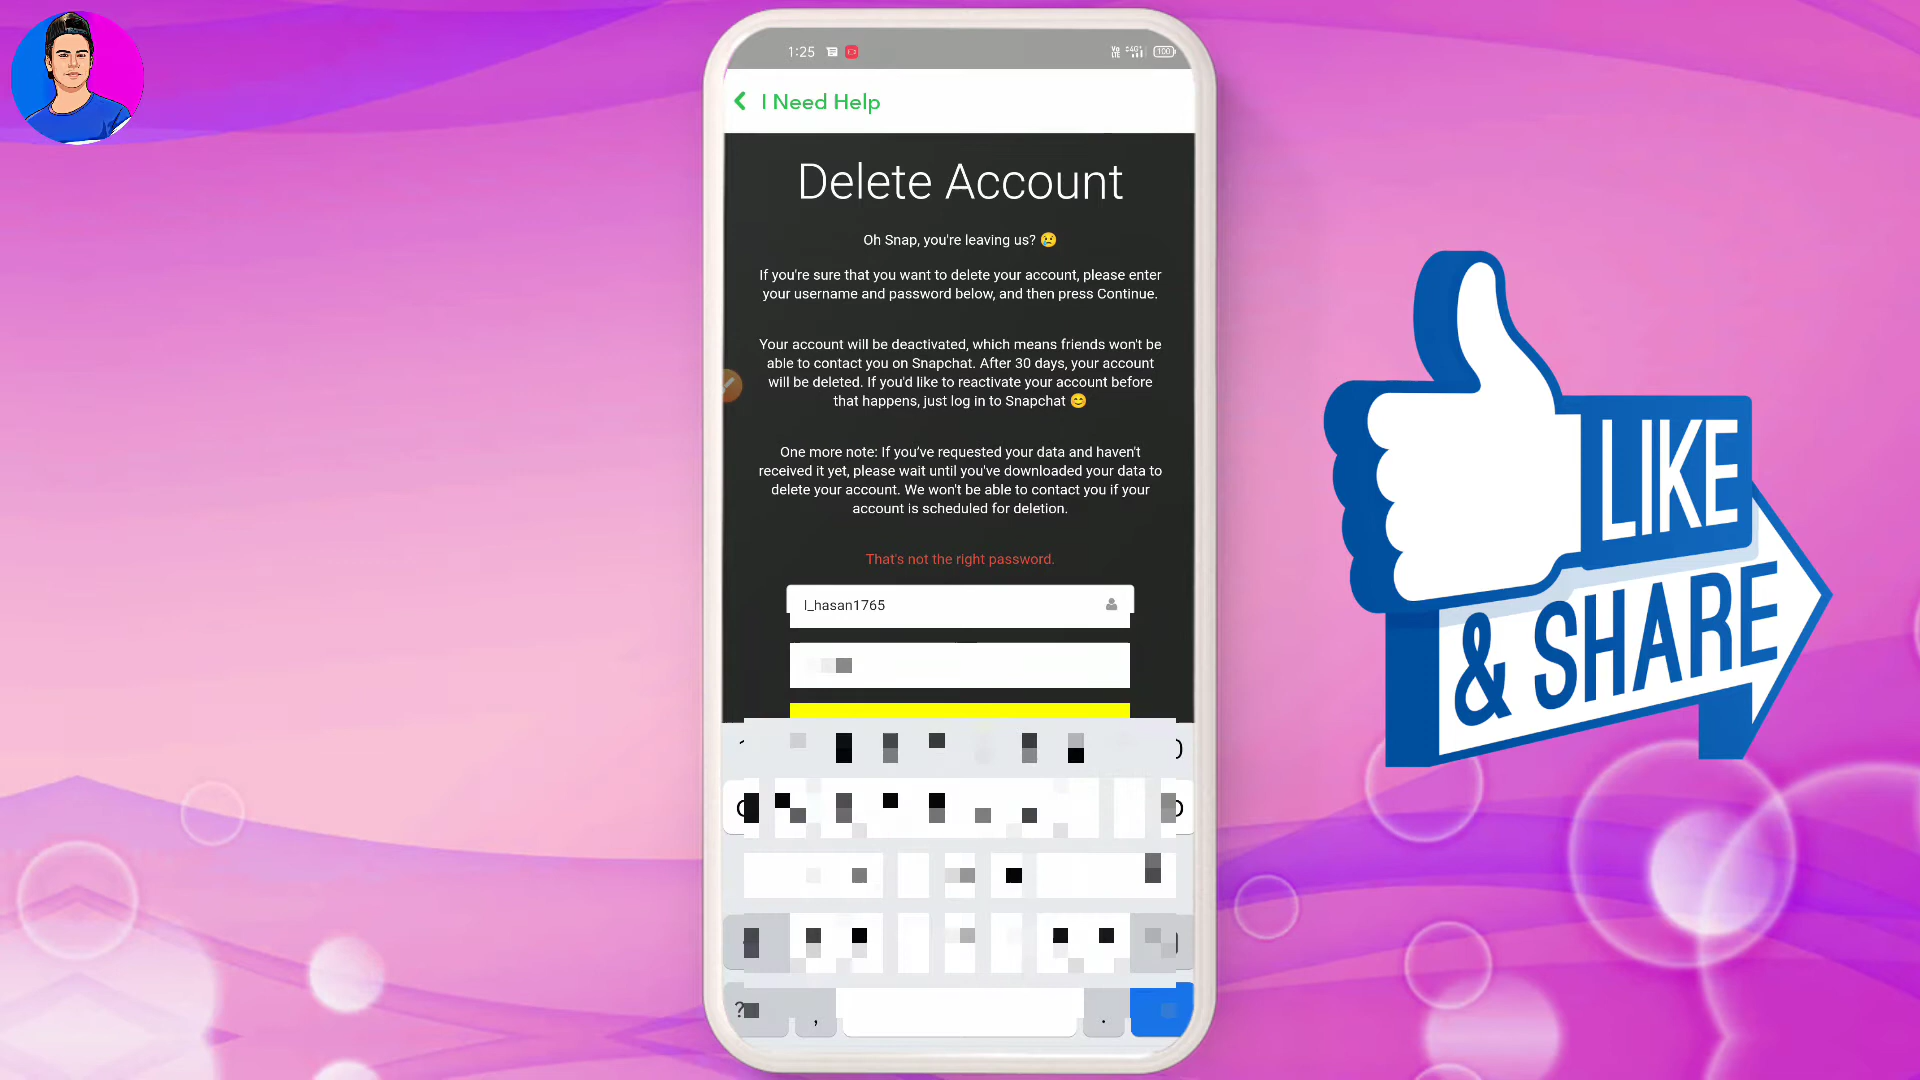 1:25
Vo LTE
4G+
100
I Need Help
Delete Account
Oh Snap, you're leaving us? 😢
If you're sure that you want to delete your account, please enter
your username and password below, and then press Continue.
Your account will be deactivated, which means friends won't be
able to contact you on Snapchat. After 30 days, your account
will be deleted. If you'd like to reactivate your account before
that happens, just log in to Snapchat 😊
One more note: If you’ve requested your data and haven't
received it yet, please wait until you've downloaded your data to
delete your account. We won't be able to contact you if your
account is scheduled for deletion.
That's not the right password.
l_hasan1765
LIKE
& SHARE